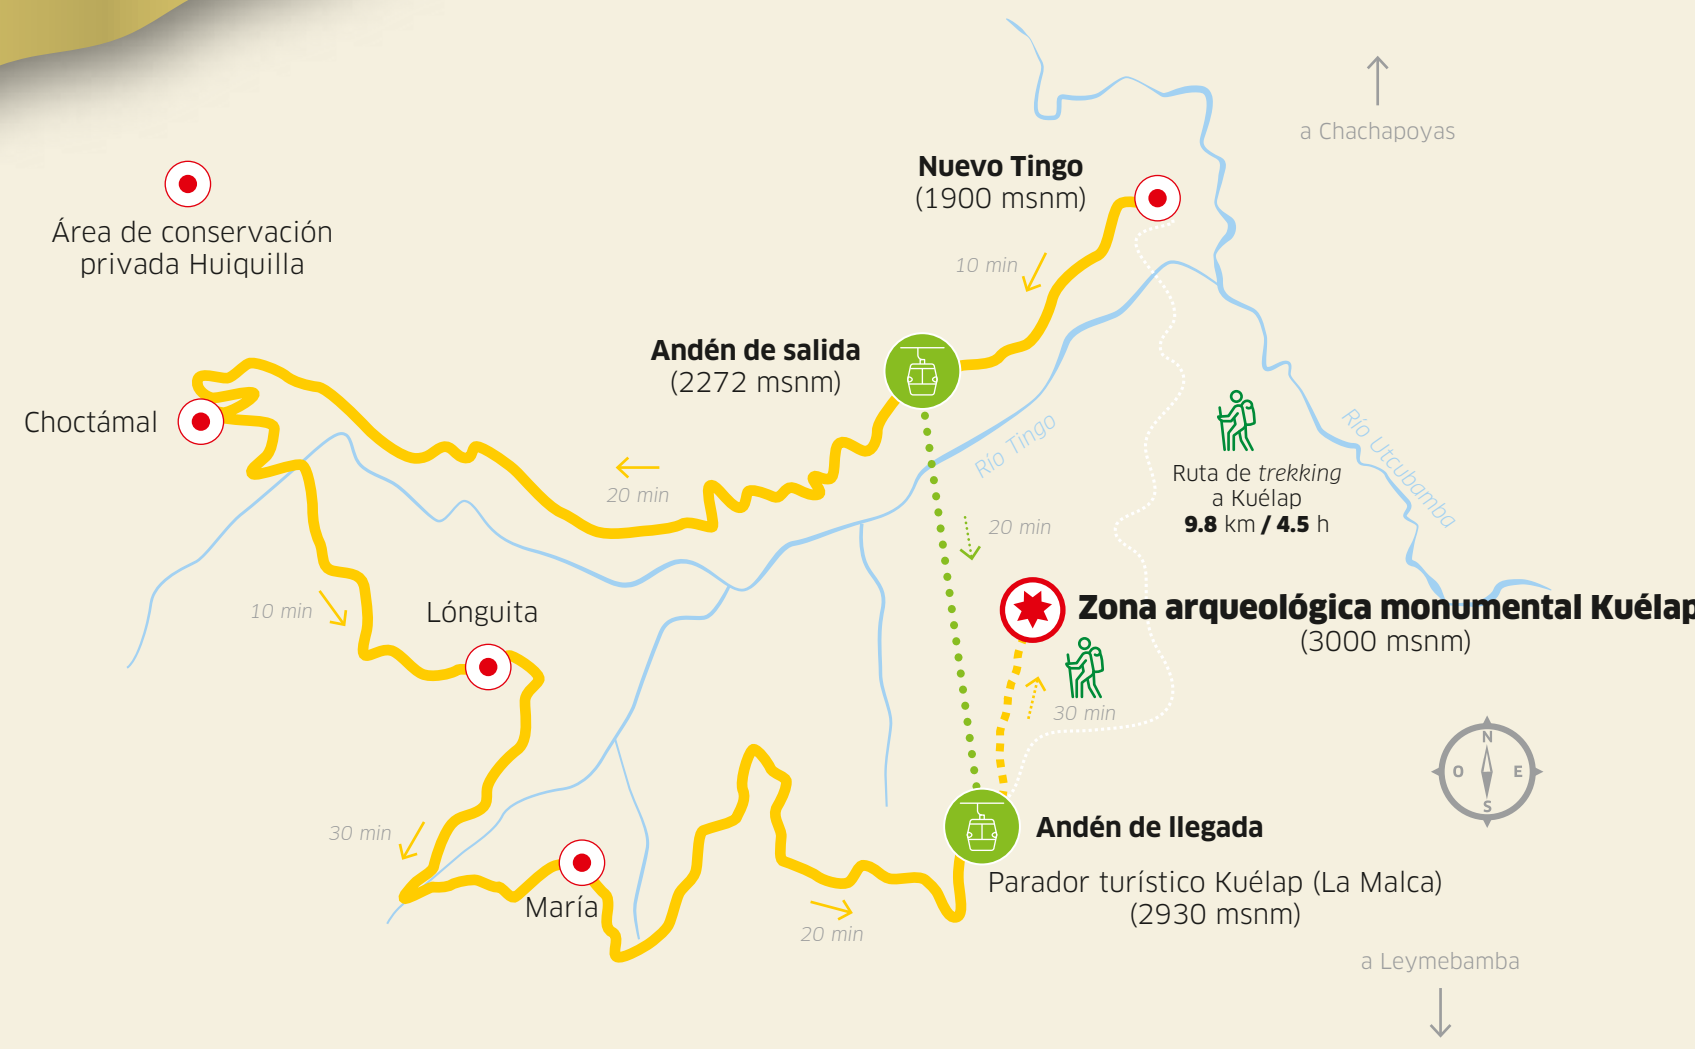 a Chachapoyas
Nuevo Tingo
(1900 msnm)
Área de conservación
privada Huiquilla
10 min
Andén de salida
(2272 msnm)
Choctámal
Río Tingo
Río Utcubamba
20 min
Ruta de trekking
a Kuélap
9.8 km / 4.5 h
20 min
Zona arqueológica monumental Kuélap
(3000 msnm)
10 min
Lónguita
30 min
N
O
E
S
30 min
Andén de llegada
Parador turístico Kuélap (La Malca)
(2930 msnm)
María
20 min
a Leymebamba